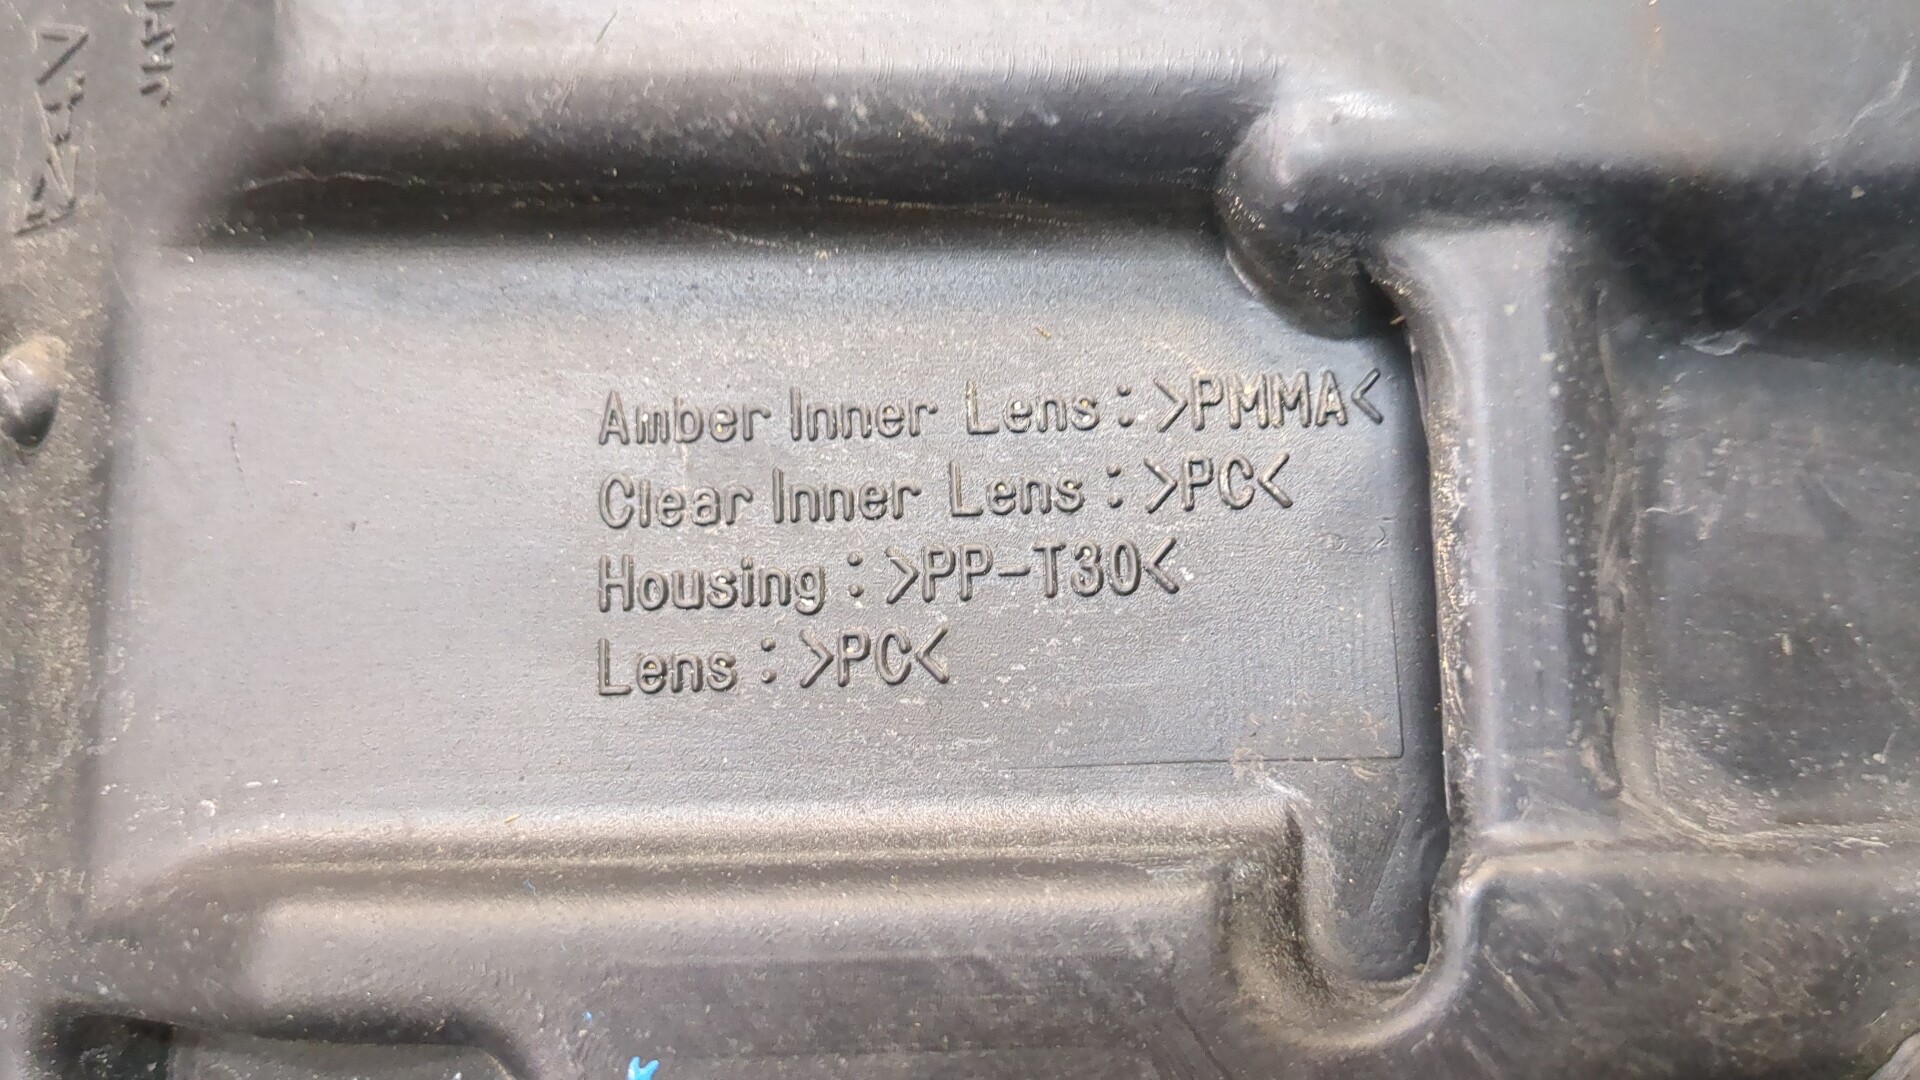 Amber Inner Lens : >PMMA<
Clear Inner Lens : >PC<
Housing : >PP-T30<
Lens : >PC<